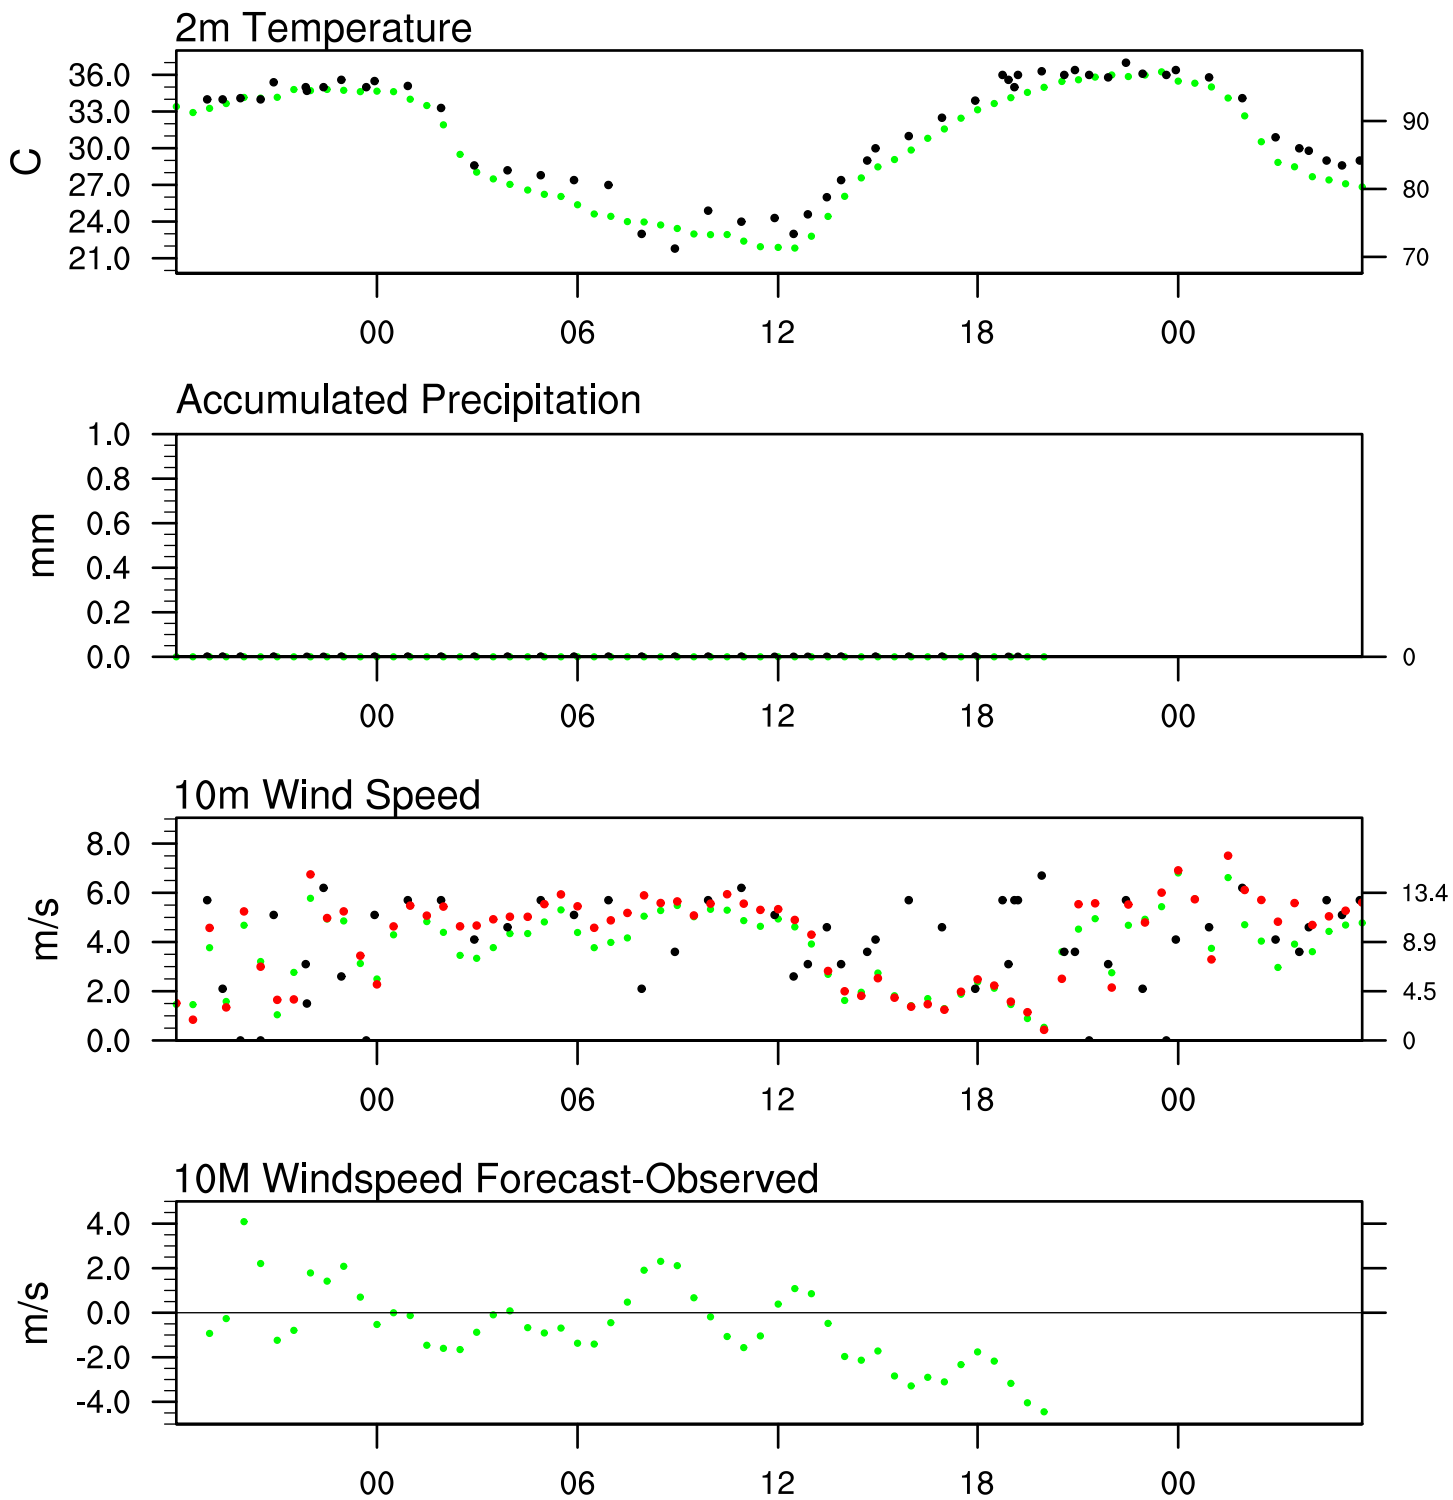 2m Temperature
36.0
33.0
30.0
27.0
24.0
21.0
C
90
80
70
00 06 12 18 00
Accumulated Precipitation
1.0
0.8
0.6
0.4
0.2
0.0
mm
0
00 06 12 18 00
10m Wind Speed
8.0
6.0
4.0
2.0
0.0
m/s
13.4
8.9
4.5
0
00 06 12 18 00
10M Windspeed Forecast-Observed
4.0
2.0
0.0
-2.0
-4.0
m/s
00 06 12 18 00